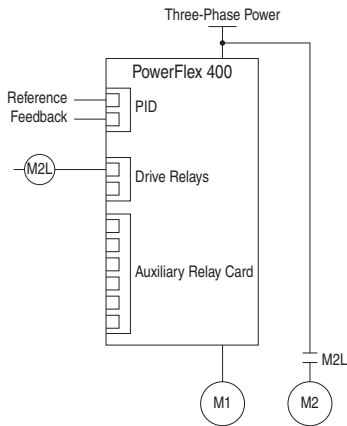 Three-Phase Power
PowerFlex 400
Reference
Feedback
PID
M2L
Drive Relays
Auxiliary Relay Card
M2L
M1
M2